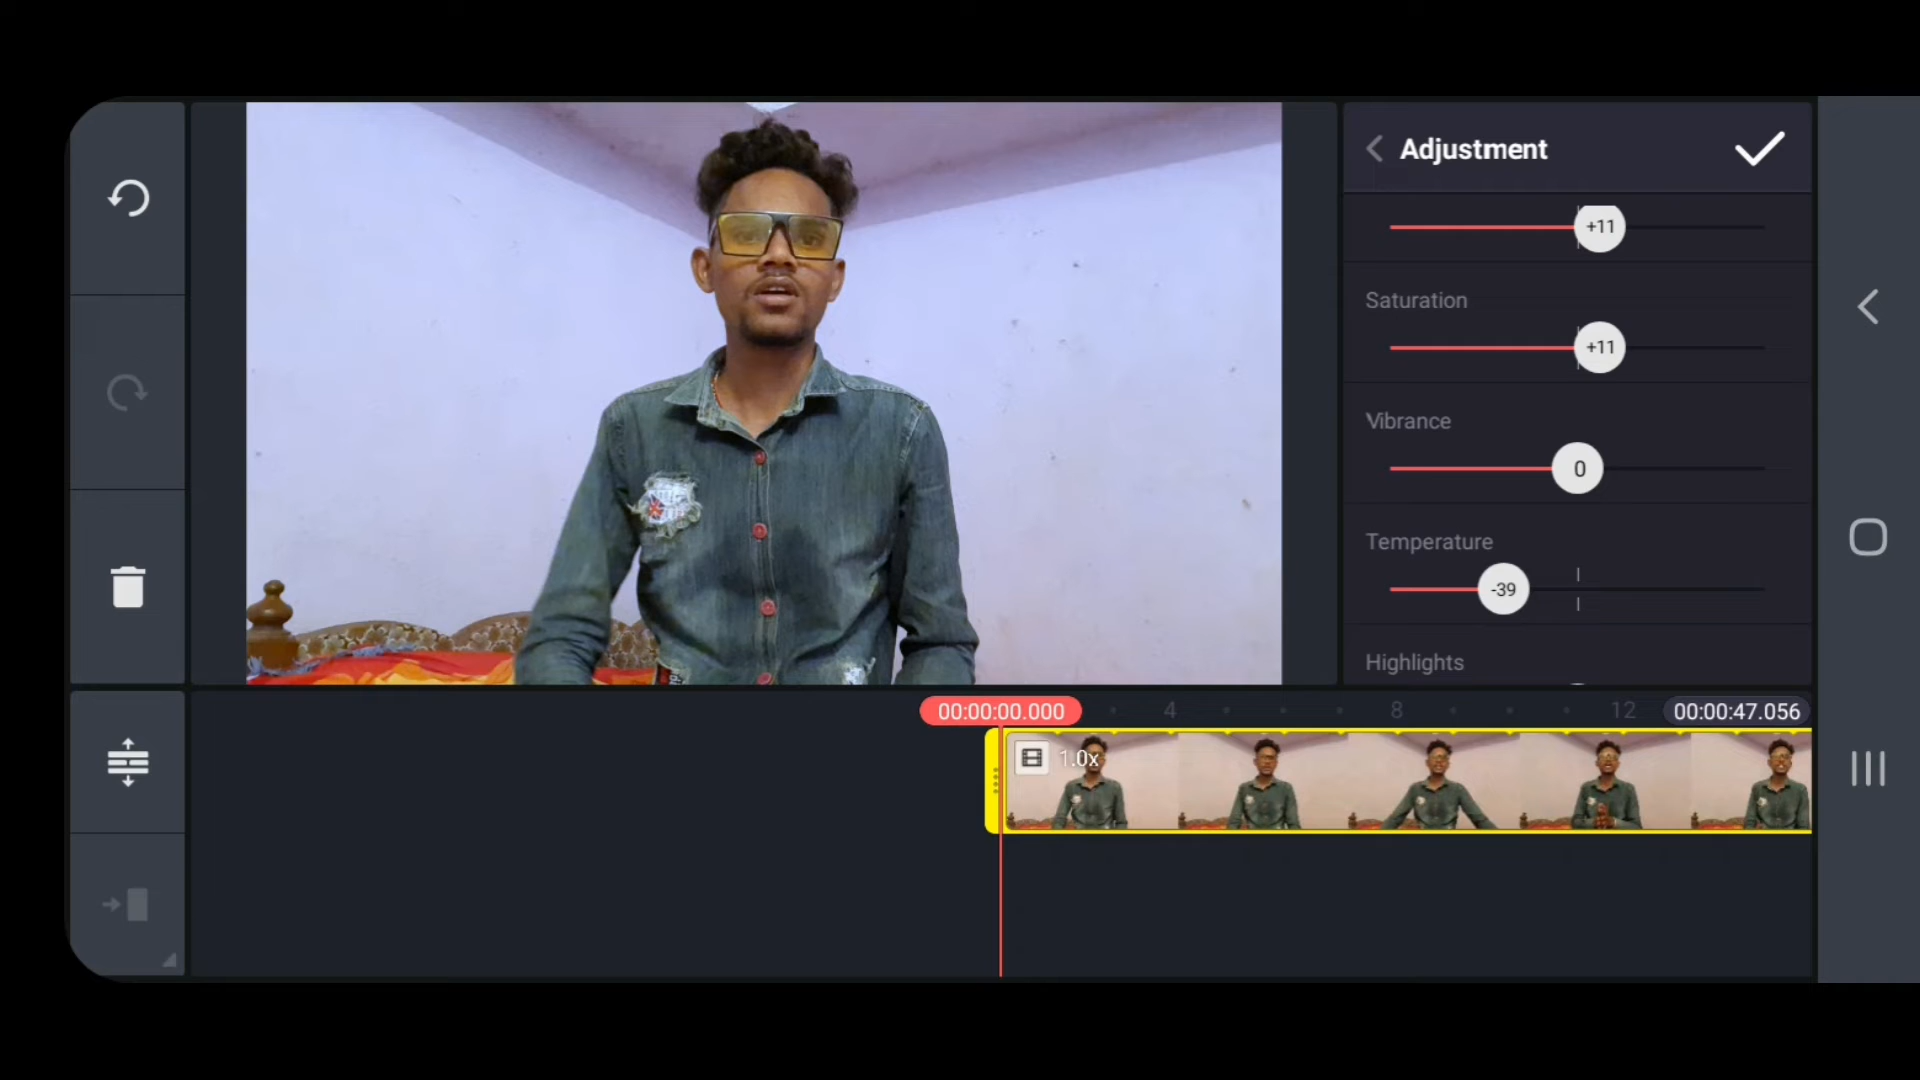 Adjustment
+11
Saturation
+11
Vibrance
0
Temperature
-39
Highlights
00:00:00.000
4
8
12
00:00:47.056
1.0x